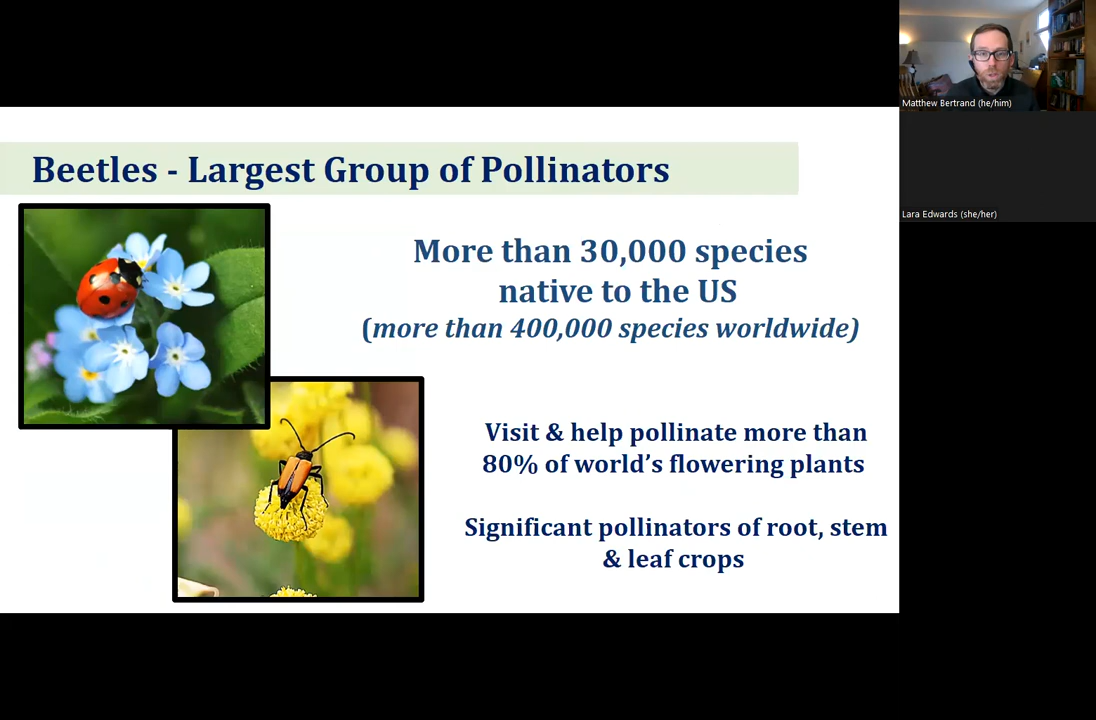 Beetles - Largest Group of Pollinators
More than 30,000 species
native to the US
(more than 400,000 species worldwide)
Visit & help pollinate more than
80% of world’s flowering plants
Significant pollinators of root, stem
& leaf crops
Matthew Bertrand (he/him)
Lara Edwards (she/her)